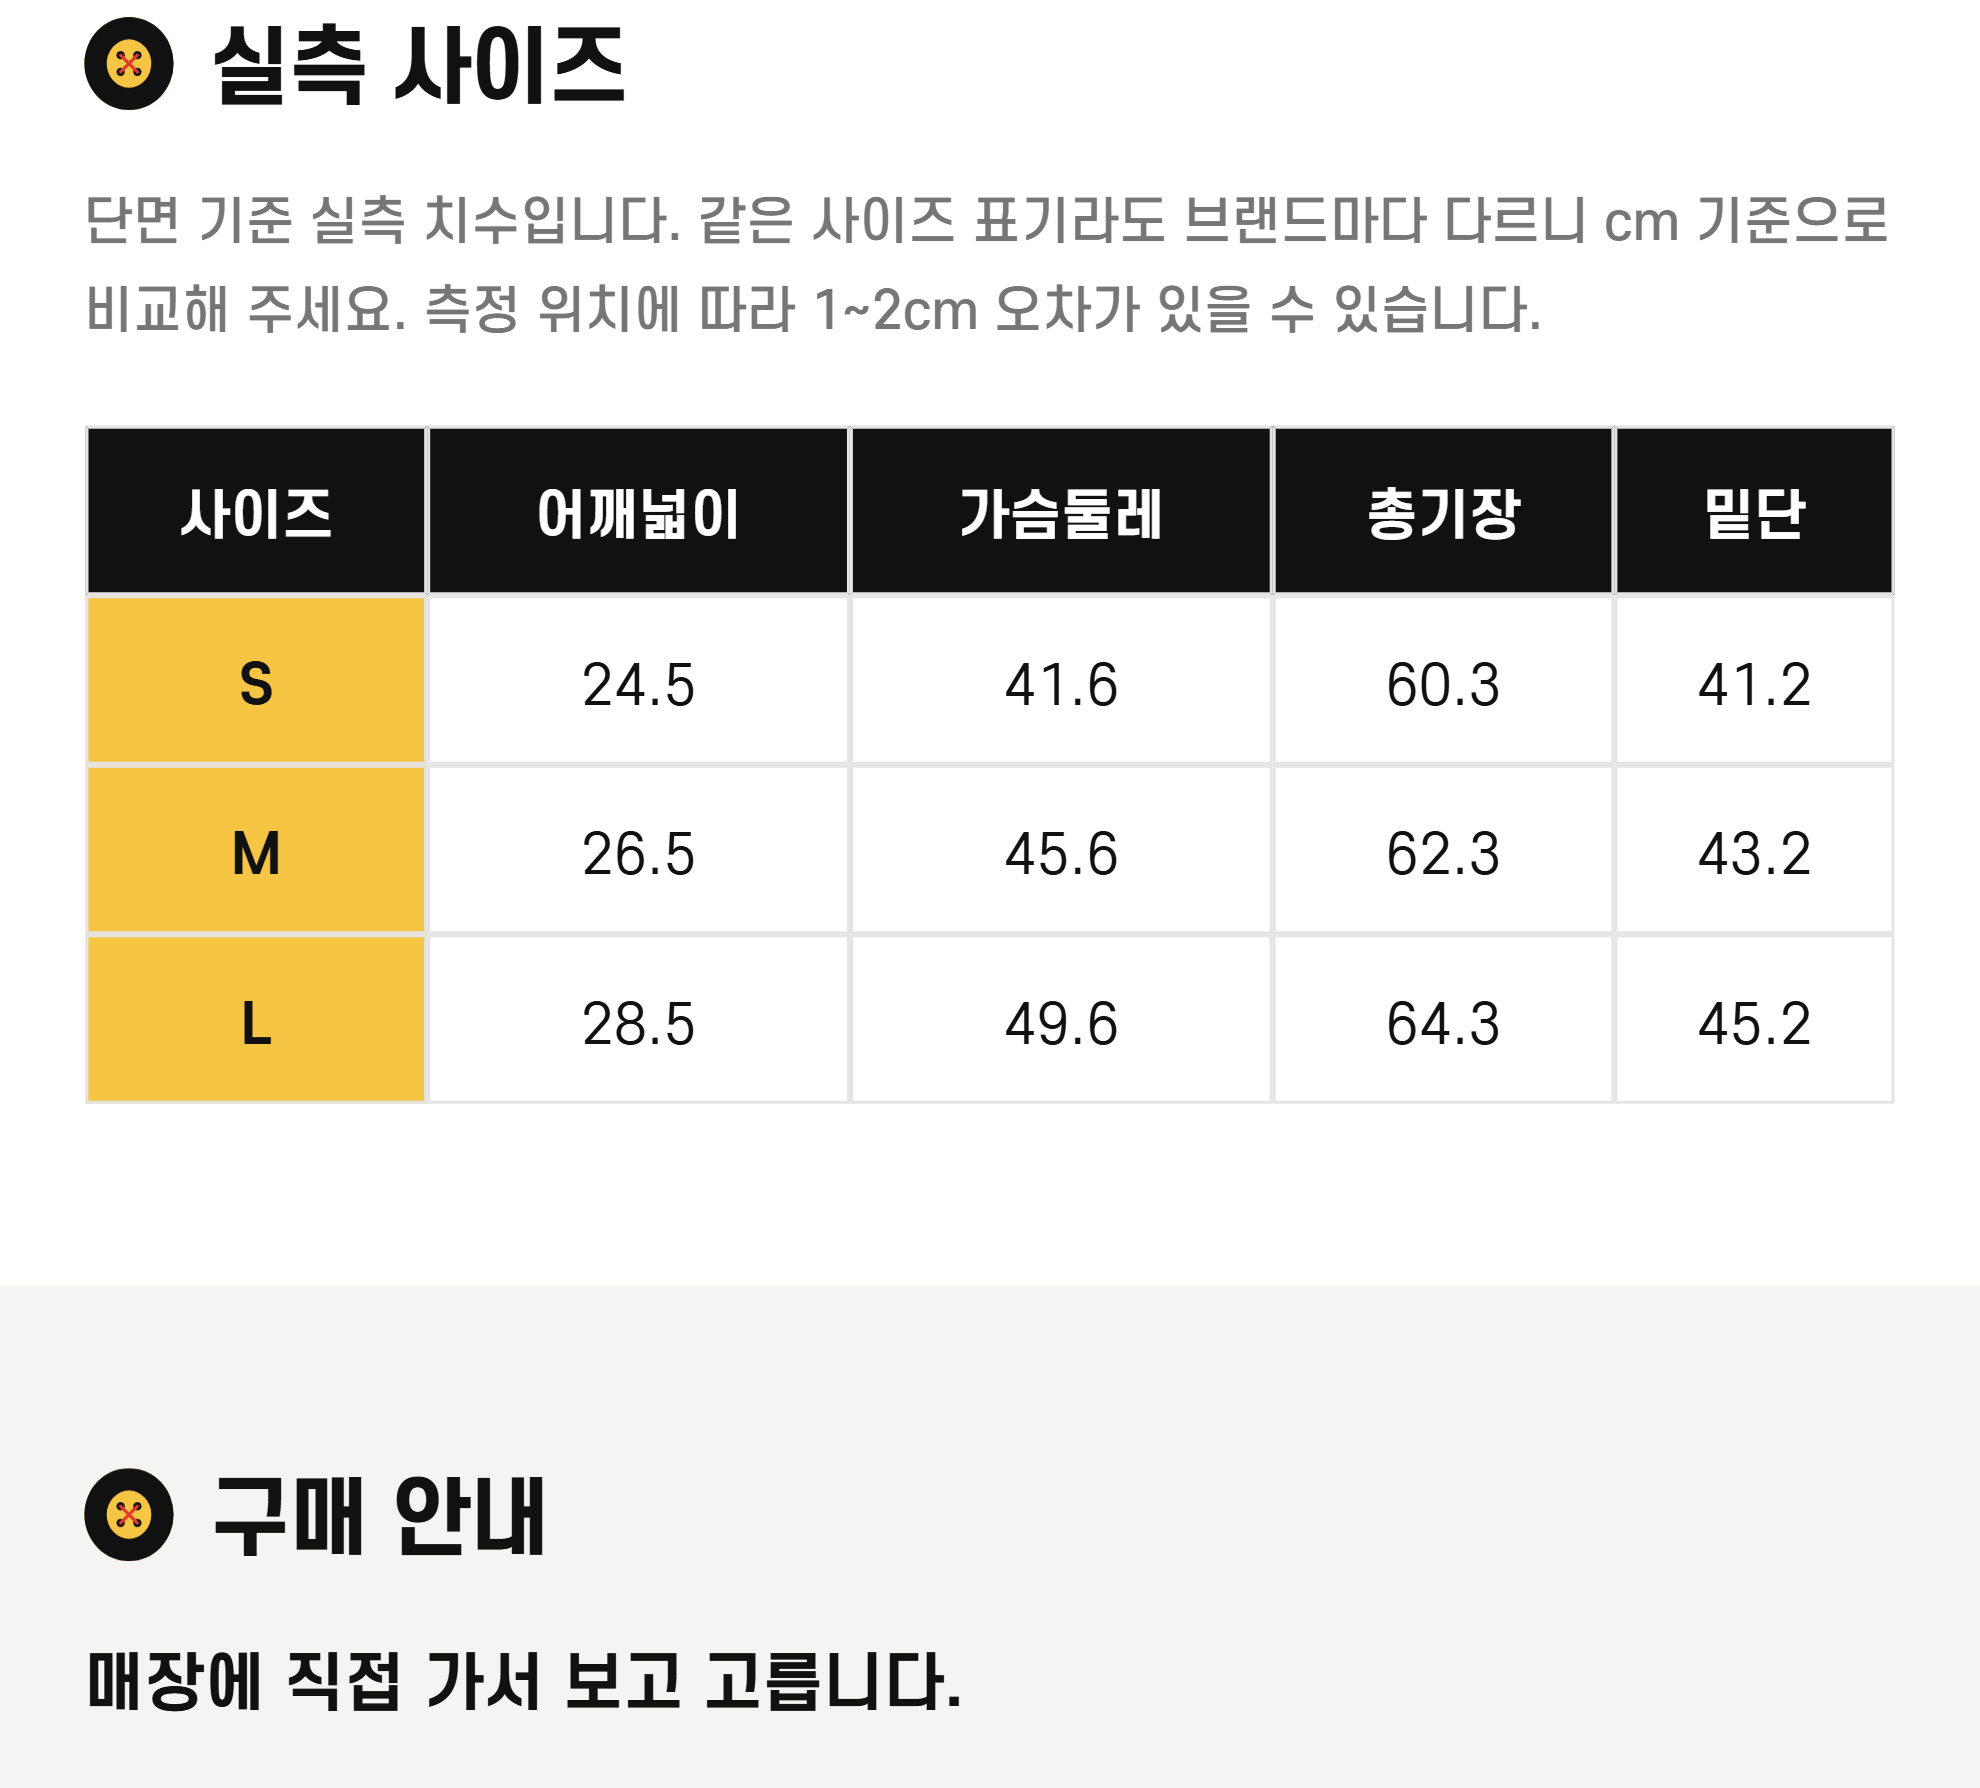 실측 사이즈
단면 기준 실측 치수입니다. 같은 사이즈 표기라도 브랜드마다 다르니 cm 기준으로
비교해 주세요. 측정 위치에 따라 1~2cm 오차가 있을 수 있습니다.
사이즈 어깨넓이 가슴둘레 총기장 밑단
S 24.5 41.6 60.3 41.2
M 26.5 45.6 62.3 43.2
L 28.5 49.6 64.3 45.2
구매 안내
매장에 직접 가서 보고 고릅니다.